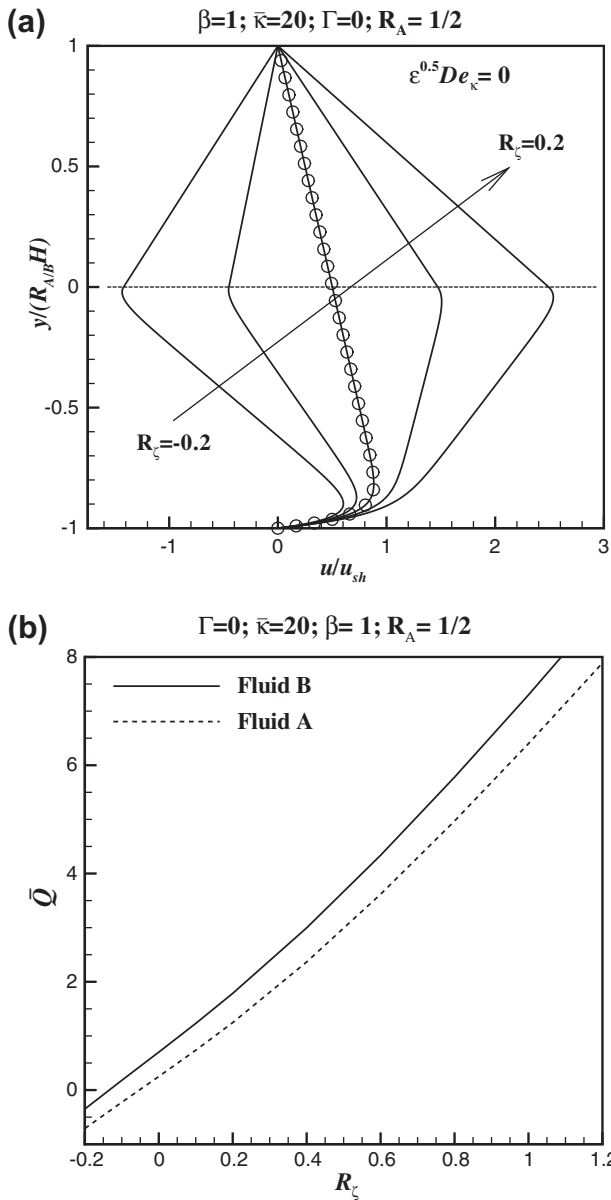 (a)
β=1; κ̄=20; Γ=0; R_A= 1/2
ε^0.5De_κ= 0
R_ζ=0.2
R_ζ=-0.2
y/(R_A/BH)
1
0.5
0
-0.5
-1
-1
0
1
2
3
u/u_sh
(b)
Γ=0; κ̄=20; β= 1; R_A= 1/2
Fluid B
Fluid A
Q̄
8
6
4
2
0
-0.2
0
0.2
0.4
0.6
0.8
1
1.2
R_ζ